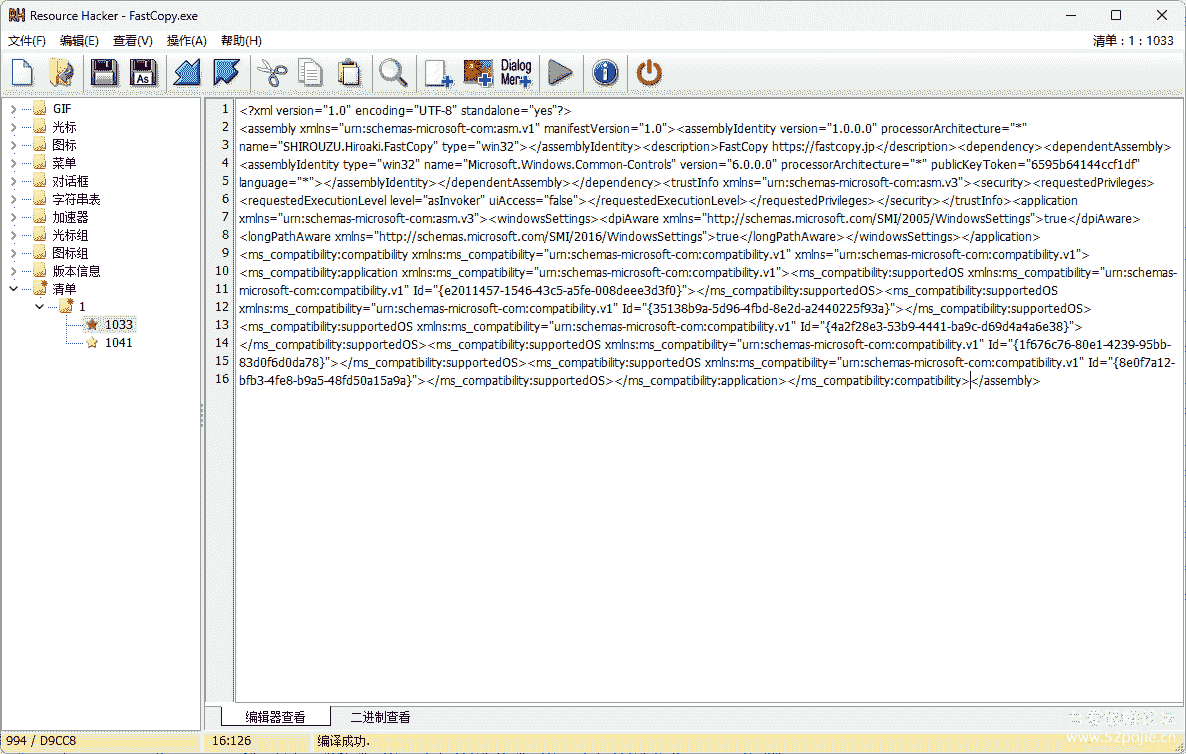 Resource Hacker - FastCopy.exe
文件(F) 编辑(E) 查看(V) 操作(A) 帮助(H) 清单 : 1 : 1033
As Dialog Mer
GIF
光标
图标
菜单
对话框
字符串表
加速器
光标组
图标组
版本信息
清单
1
1033
1041
1 <?xml version="1.0" encoding="UTF-8" standalone="yes"?>
2 <assembly xmlns="urn:schemas-microsoft-com:asm.v1" manifestVersion="1.0"><assemblyIdentity version="1.0.0.0" processorArchitecture="*"
3 name="SHIROUZU.Hiroaki.FastCopy" type="win32"></assemblyIdentity><description>FastCopy https://fastcopy.jp</description><dependency><dependentAssembly>
4 <assemblyIdentity type="win32" name="Microsoft.Windows.Common-Controls" version="6.0.0.0" processorArchitecture="*" publicKeyToken="6595b64144ccf1df"
5 language="*"></assemblyIdentity></dependentAssembly></dependency><trustInfo xmlns="urn:schemas-microsoft-com:asm.v3"><security><requestedPrivileges>
6 <requestedExecutionLevel level="asInvoker" uiAccess="false"></requestedExecutionLevel></requestedPrivileges></security></trustInfo><application
7 xmlns="urn:schemas-microsoft-com:asm.v3"><windowsSettings><dpiAware xmlns="http://schemas.microsoft.com/SMI/2005/WindowsSettings">true</dpiAware>
8 <longPathAware xmlns="http://schemas.microsoft.com/SMI/2016/WindowsSettings">true</longPathAware></windowsSettings></application>
9 <ms_compatibility:compatibility xmlns:ms_compatibility="urn:schemas-microsoft-com:compatibility.v1" xmlns="urn:schemas-microsoft-com:compatibility.v1">
10 <ms_compatibility:application xmlns:ms_compatibility="urn:schemas-microsoft-com:compatibility.v1"><ms_compatibility:supportedOS xmlns:ms_compatibility="urn:schemas-
11 microsoft-com:compatibility.v1" Id="{e2011457-1546-43c5-a5fe-008deee3d3f0}"></ms_compatibility:supportedOS><ms_compatibility:supportedOS
12 xmlns:ms_compatibility="urn:schemas-microsoft-com:compatibility.v1" Id="{35138b9a-5d96-4fbd-8e2d-a2440225f93a}"></ms_compatibility:supportedOS>
13 <ms_compatibility:supportedOS xmlns:ms_compatibility="urn:schemas-microsoft-com:compatibility.v1" Id="{4a2f28e3-53b9-4441-ba9c-d69d4a4a6e38}">
14 </ms_compatibility:supportedOS><ms_compatibility:supportedOS xmlns:ms_compatibility="urn:schemas-microsoft-com:compatibility.v1" Id="{1f676c76-80e1-4239-95bb-
15 83d0f6d0da78}"></ms_compatibility:supportedOS><ms_compatibility:supportedOS xmlns:ms_compatibility="urn:schemas-microsoft-com:compatibility.v1" Id="{8e0f7a12-
16 bfb3-4fe8-b9a5-48fd50a15a9a}"></ms_compatibility:supportedOS></ms_compatibility:application></ms_compatibility:compatibility></assembly>
编辑器查看 二进制查看
www.52pojie.cn
994 / D9CC8 16:126 编译成功.